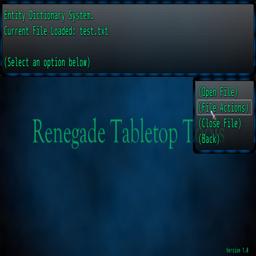 Entity Dictionary System.
Current File Loaded: test.txt
(Select an option below)
(Open File)
(File Actions)
(Close File)
(Back)
Renegade Tabletop
Version 1.0